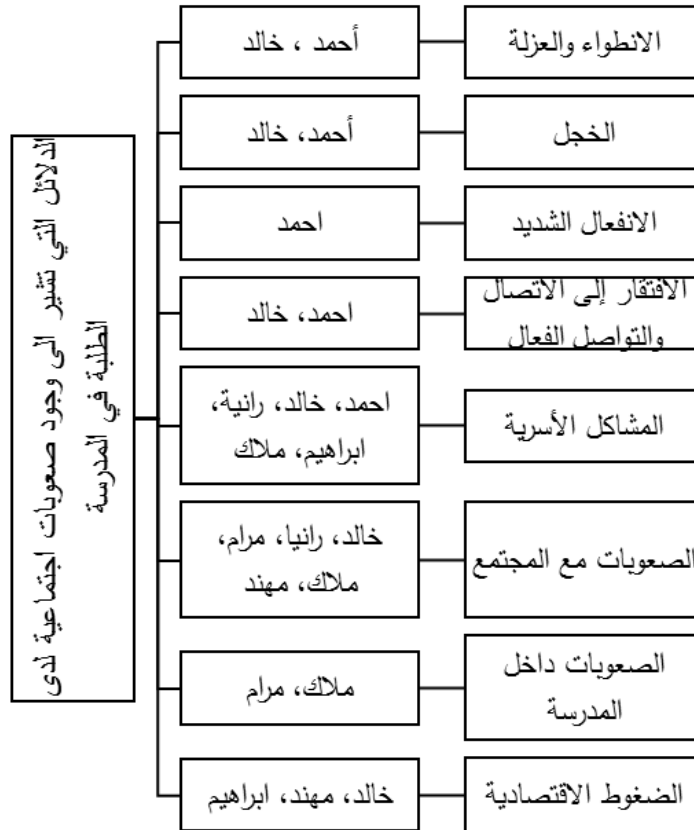 الدلائل التي تشير الى وجود صعوبات اجتماعية لدى
الطلبة في المدرسة
الانطواء والعزلة
أحمد ، خالد
الخجل
أحمد، خالد
الانفعال الشديد
احمد
الافتقار إلى الاتصال
والتواصل الفعال
احمد، خالد
المشاكل الأسرية
احمد، خالد، رانية،
ابراهيم، ملاك
الصعوبات مع المجتمع
خالد، رانيا، مرام،
ملاك، مهند
الصعوبات داخل
المدرسة
ملاك، مرام
الضغوط الاقتصادية
خالد، مهند، ابراهيم